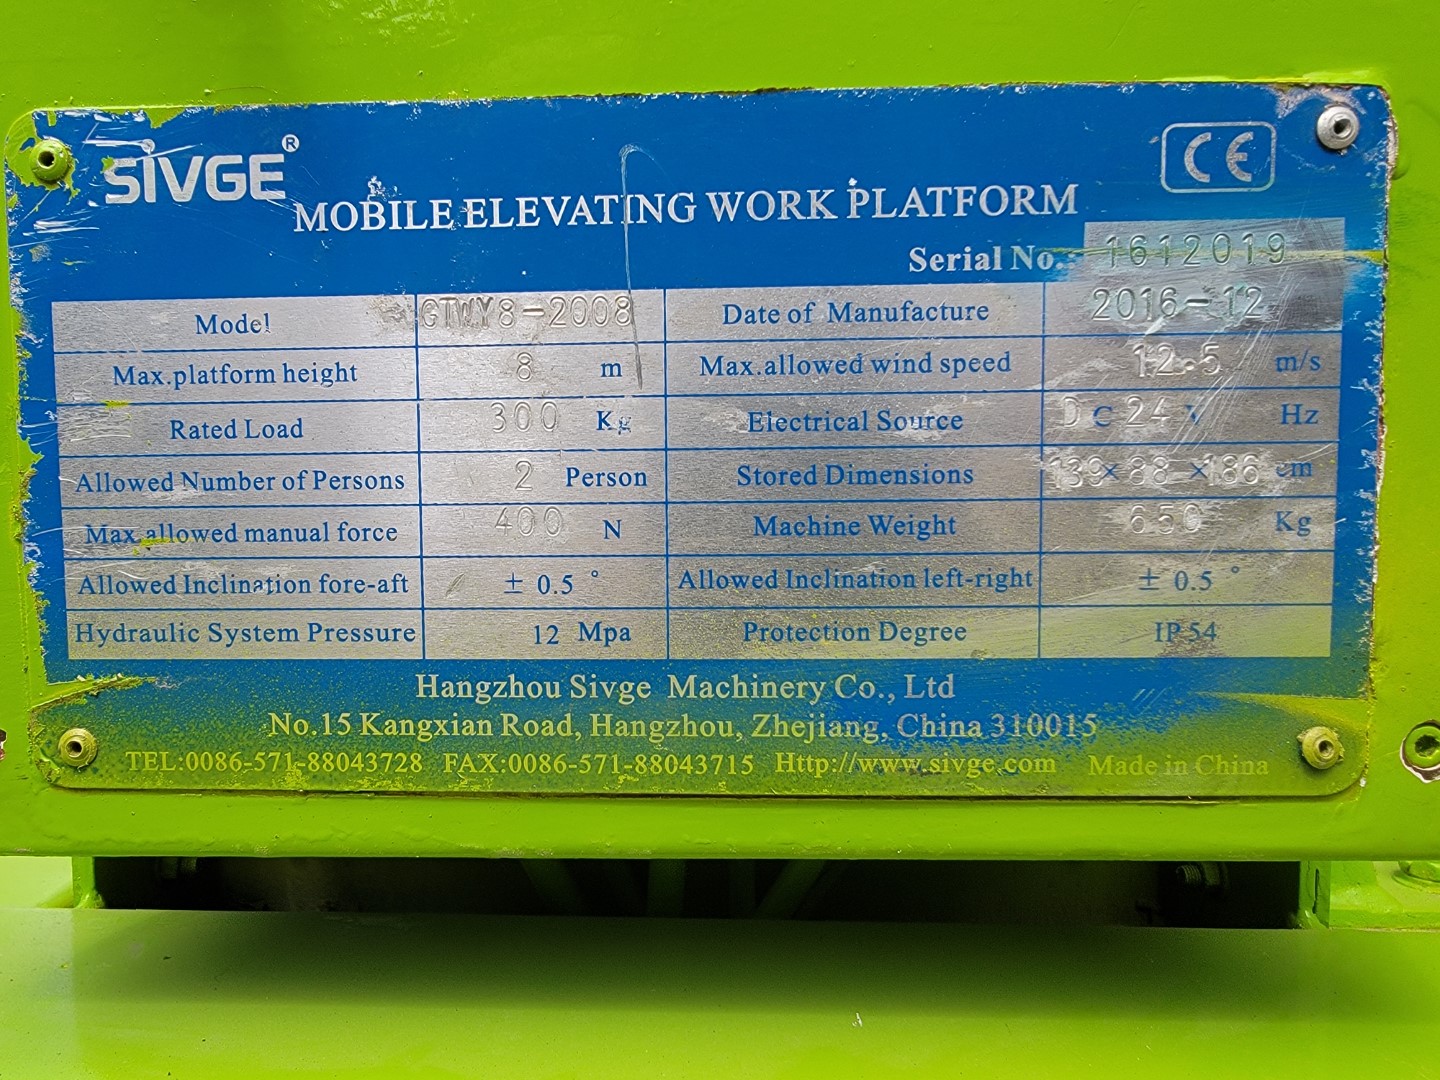 SIVGE®
CE
MOBILE ELEVATING WORK PLATFORM
Serial No. 1612019
Model GTWY8-2008 Date of Manufacture 2016-12
Max.platform height 8 m Max.allowed wind speed 12.5 m/s
Rated Load 300 Kg Electrical Source DC 24 V Hz
Allowed Number of Persons 2 Person Stored Dimensions 139×88×186 cm
Max.allowed manual force 400 N Machine Weight 650 Kg
Allowed Inclination fore-aft ± 0.5 ° Allowed Inclination left-right ± 0.5 °
Hydraulic System Pressure 12 Mpa Protection Degree IP 54
Hangzhou Sivge Machinery Co., Ltd
No.15 Kangxian Road, Hangzhou, Zhejiang, China 310015
TEL:0086-571-88043728 FAX:0086-571-88043715 Http://www.sivge.com Made in China